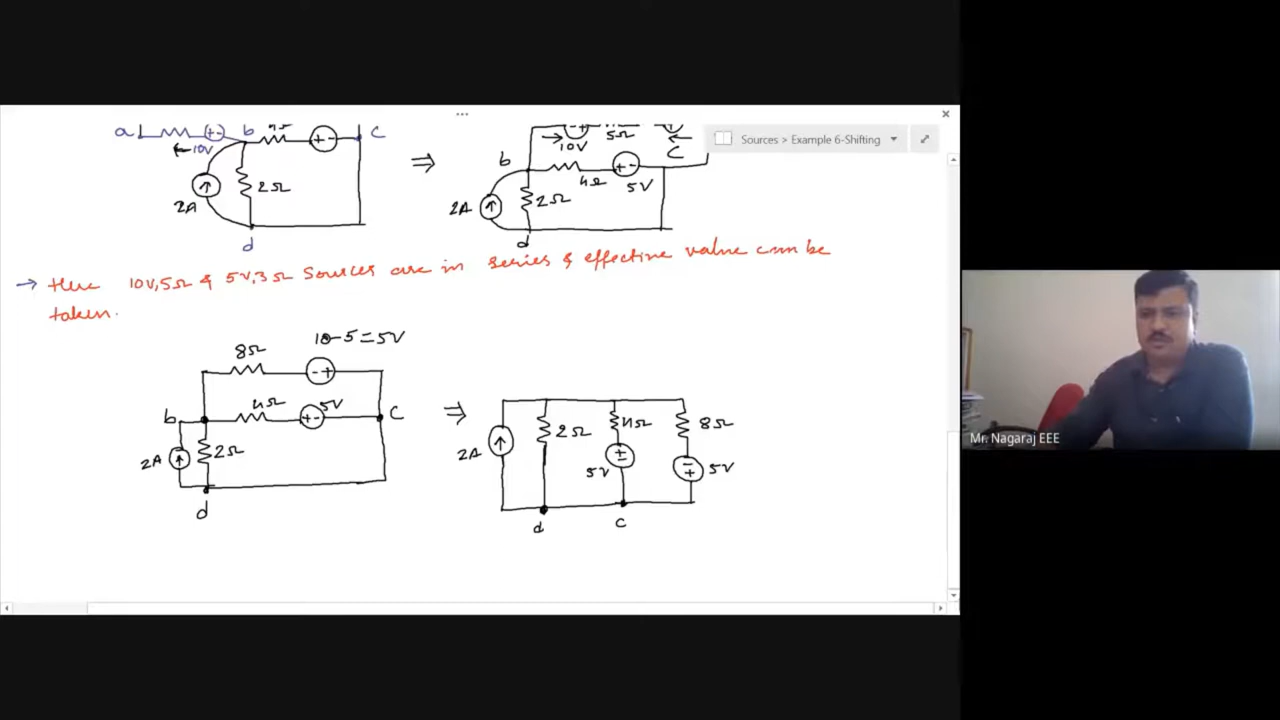 Sources > Example 6-Shifting
a + - b 4Ω + - c
10V
2Ω
2A
d
- +
10V 5Ω
b c
4Ω + - 5V
2A 2Ω
d
→ Here 10V, 5Ω & 5V, 3Ω Sources are in series & effective value can be
taken.
10-5=5V
8Ω - +
b 4Ω + - 5V c
2A 2Ω
d
⇒
2A 2Ω 4Ω 8Ω
± 5V - + 5V
d c
Mr. Nagaraj EEE